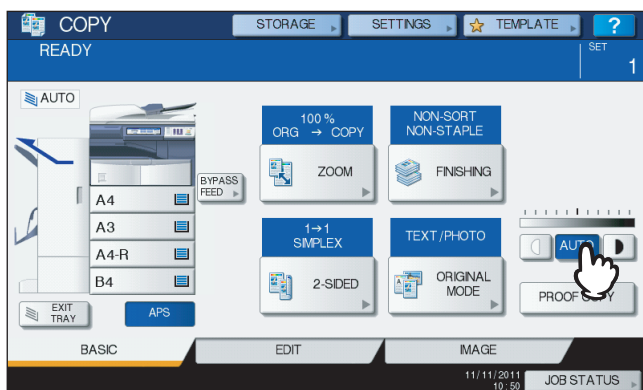 COPY
STORAGE
SETTINGS
TEMPLATE
?
READY
SET
1
AUTO
100 %
ORG → COPY
ZOOM
NON-SORT
NON-STAPLE
FINISHING
BYPASS
FEED
A4
A3
A4-R
B4
1→1
SIMPLEX
2-SIDED
TEXT/PHOTO
ORIGINAL
MODE
AUTO
PROOF COPY
EXIT
TRAY
APS
BASIC
EDIT
IMAGE
11/11/2011
10:50
JOB STATUS